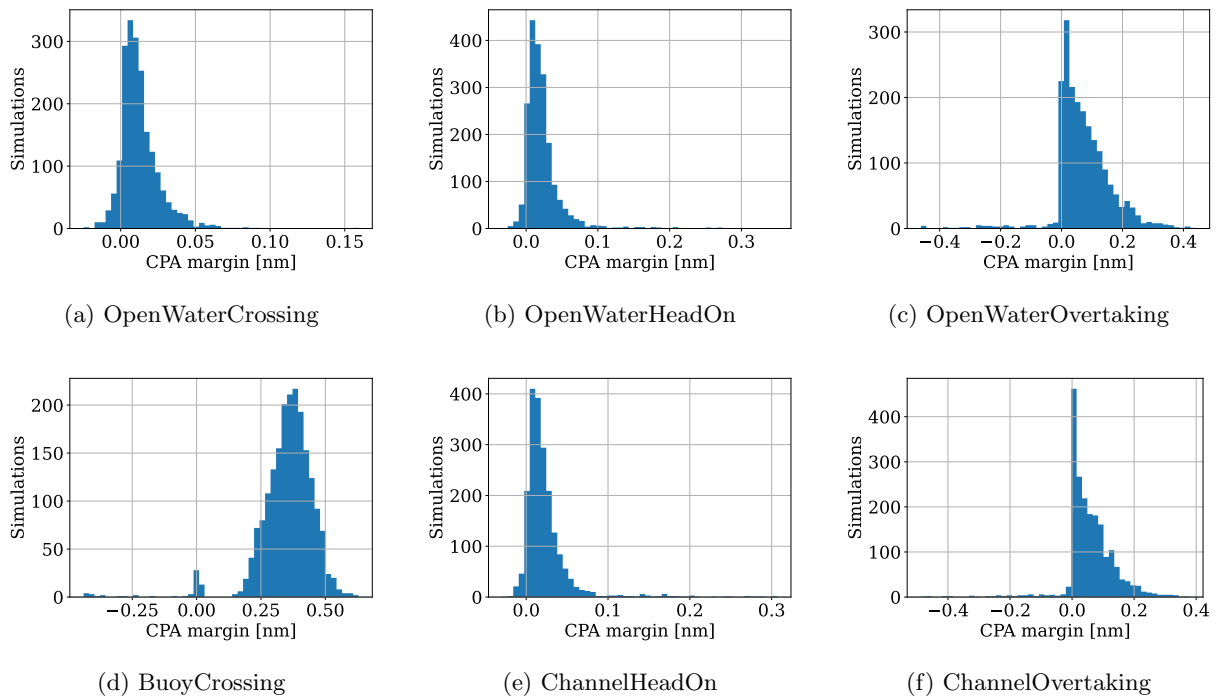 300
200
100
0
Simulations
0.00 0.05 0.10 0.15
CPA margin [nm]
(a) OpenWaterCrossing
400
300
200
100
0
Simulations
0.0 0.1 0.2 0.3
CPA margin [nm]
(b) OpenWaterHeadOn
300
200
100
0
Simulations
−0.4 −0.2 0.0 0.2 0.4
CPA margin [nm]
(c) OpenWaterOvertaking
200
150
100
50
0
Simulations
−0.25 0.00 0.25 0.50
CPA margin [nm]
(d) BuoyCrossing
400
300
200
100
0
Simulations
0.0 0.1 0.2 0.3
CPA margin [nm]
(e) ChannelHeadOn
400
300
200
100
0
Simulations
−0.4 −0.2 0.0 0.2 0.4
CPA margin [nm]
(f) ChannelOvertaking